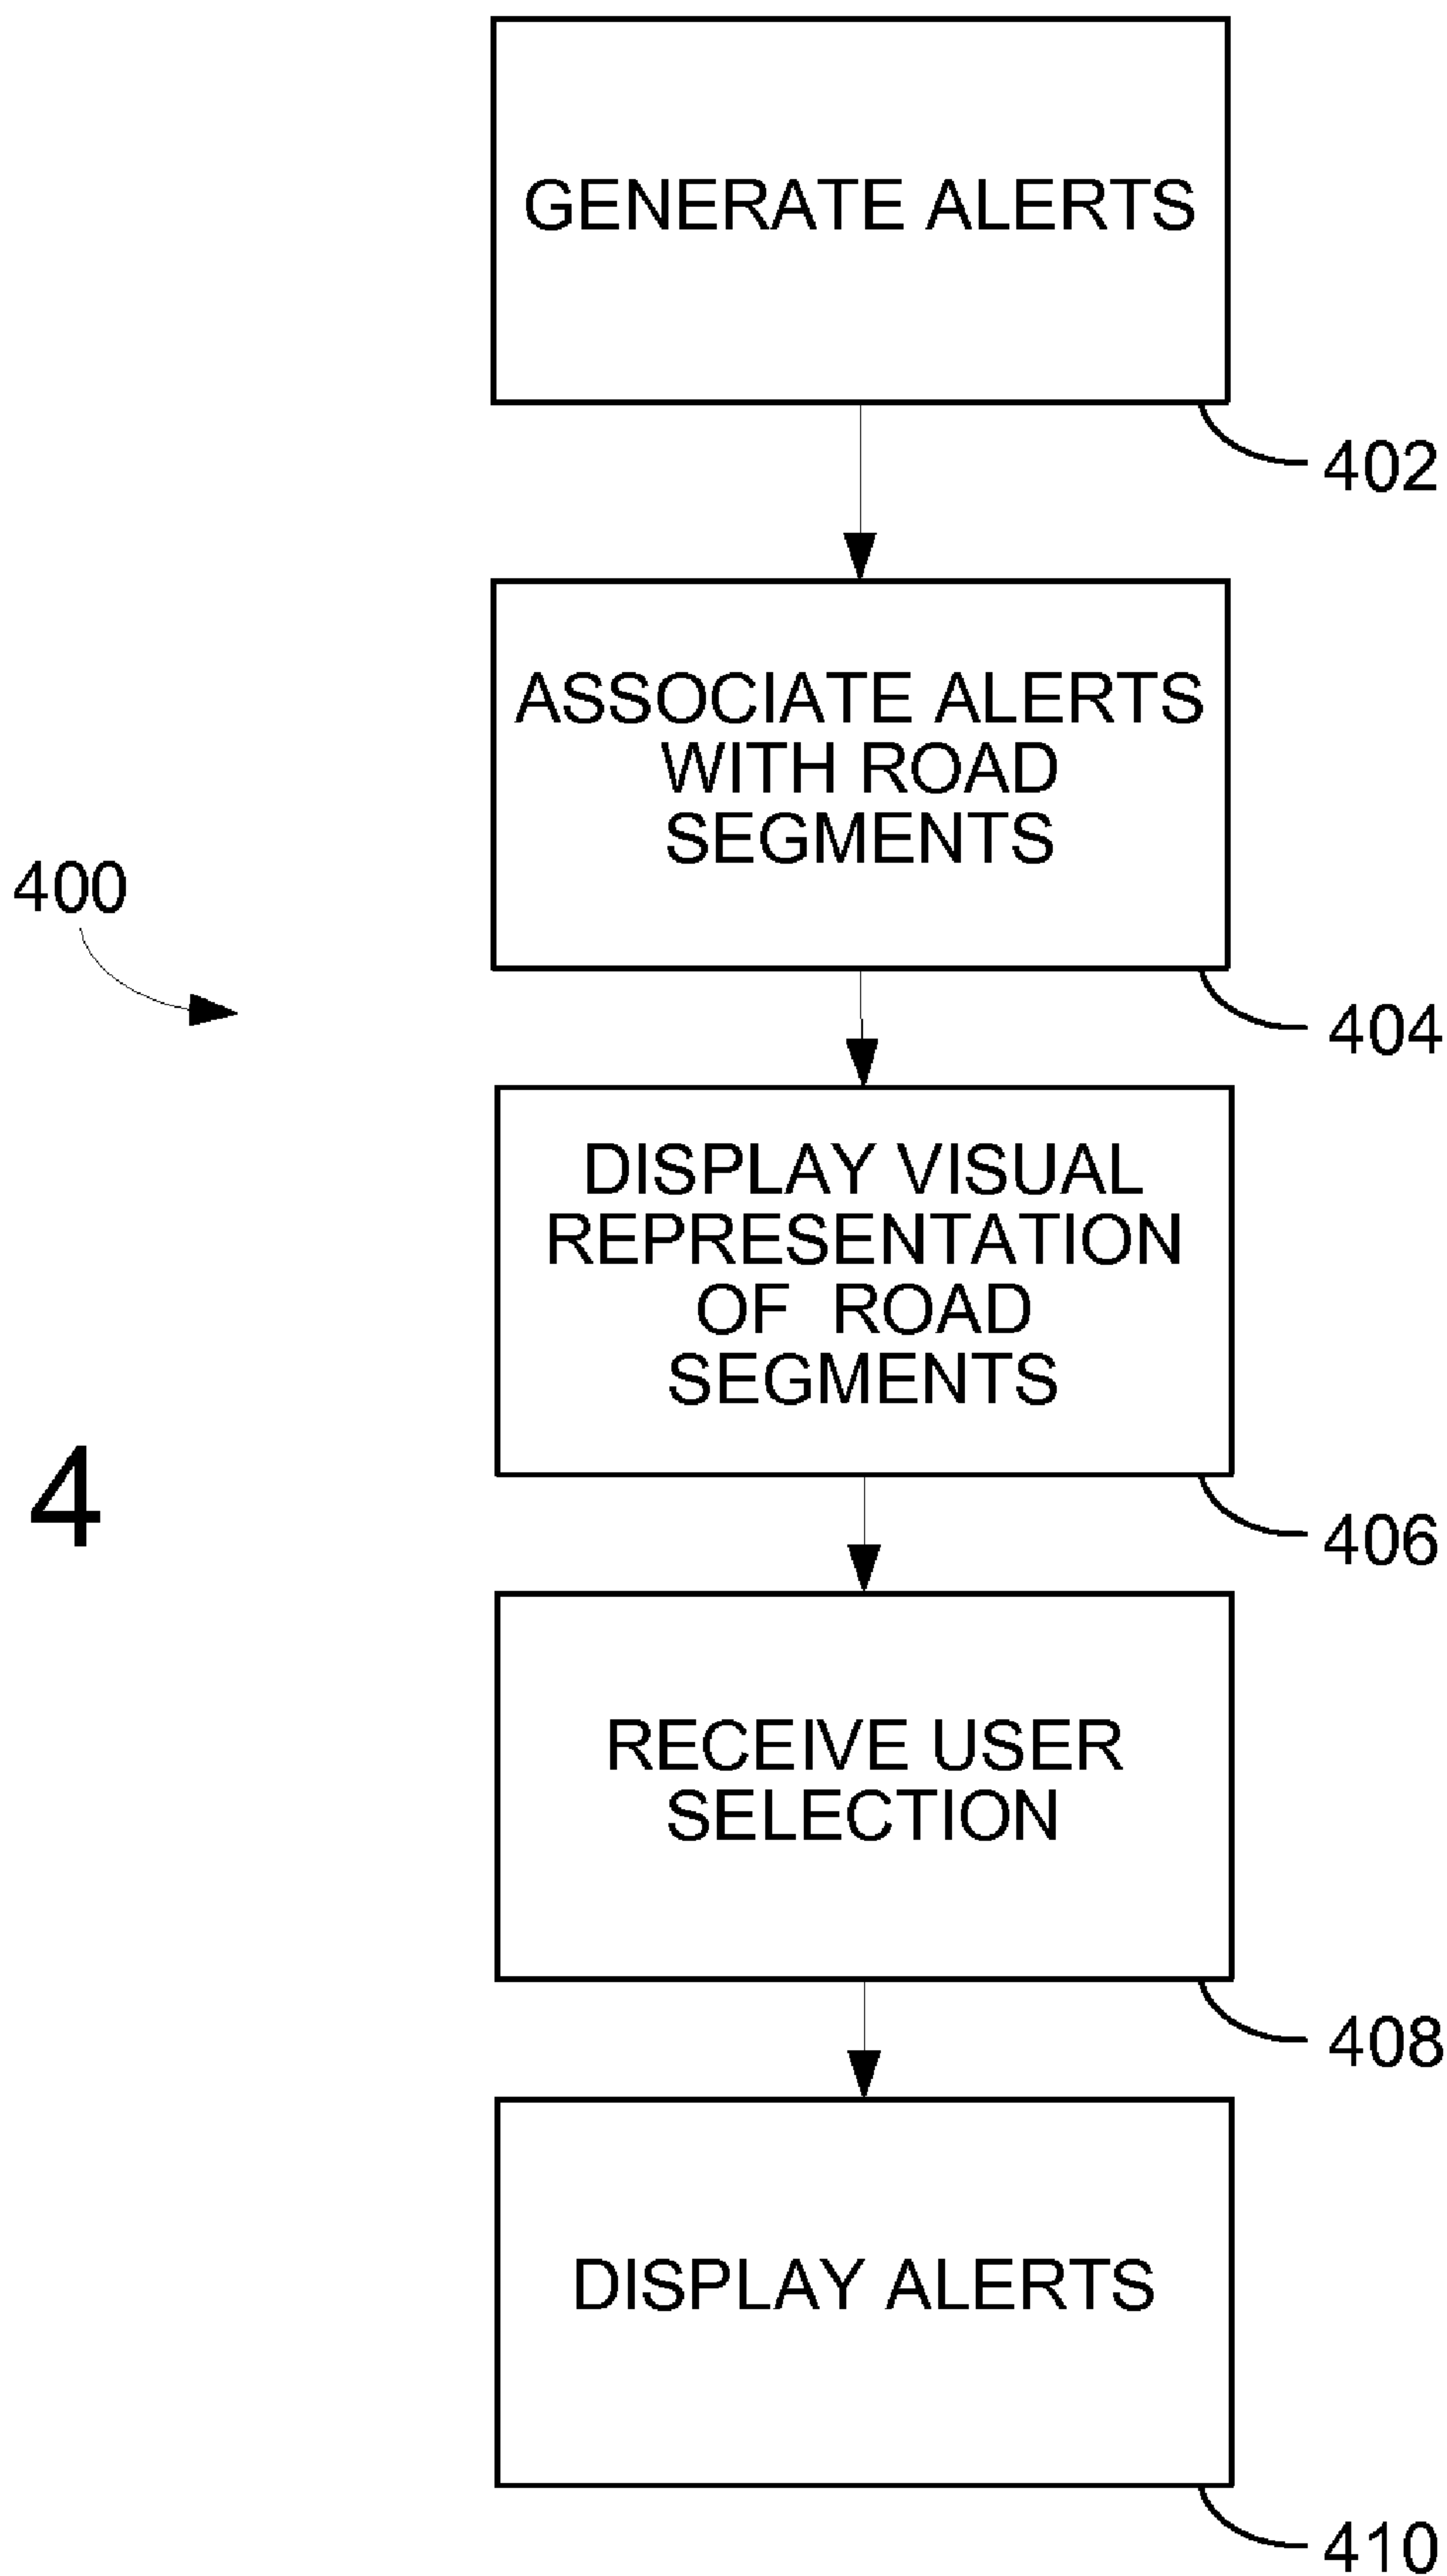 GENERATE ALERTS
402
ASSOCIATE ALERTS
WITH ROAD
SEGMENTS
400
404
DISPLAY VISUAL
REPRESENTATION
OF ROAD
SEGMENTS
4
406
RECEIVE USER
SELECTION
408
DISPLAY ALERTS
410